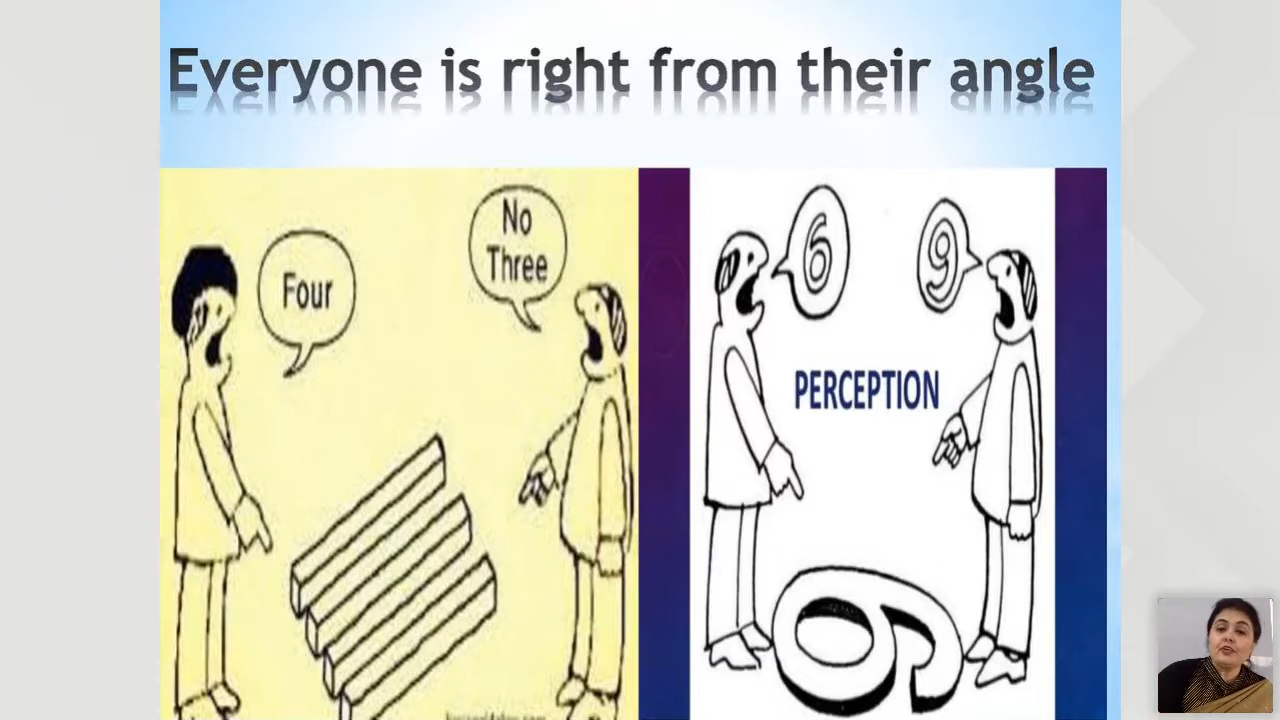 Everyone is right from their angle
Four
No
Three
6
9
PERCEPTION